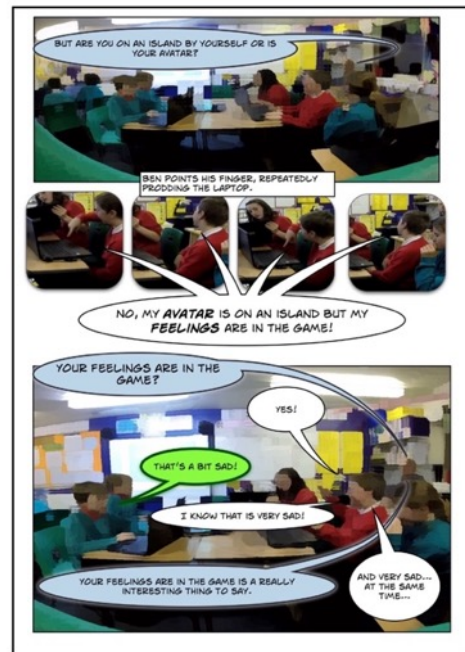 BUT ARE YOU ON AN ISLAND BY YOURSELF OR IS
YOUR AVATAR?
BEN POINTS HIS FINGER, REPEATEDLY
PRODDING THE LAPTOP.
NO, MY AVATAR IS ON AN ISLAND BUT MY
FEELINGS ARE IN THE GAME!
YOUR FEELINGS ARE IN THE
GAME?
YES!
THAT'S A BIT SAD!
I KNOW THAT IS VERY SAD!
YOUR FEELINGS ARE IN THE GAME IS A REALLY
INTERESTING THING TO SAY.
AND VERY SAD...
AT THE SAME
TIME...